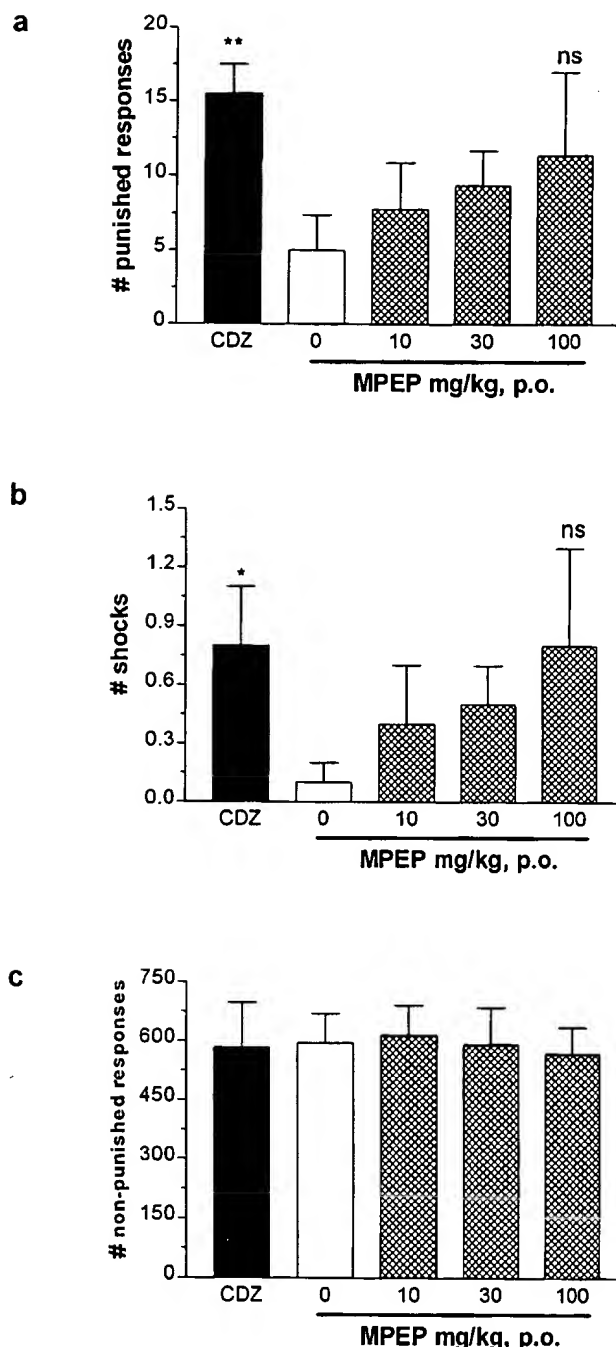 a
# punished responses
20
15
10
5
0
**
ns
CDZ 0 10 30 100
MPEP mg/kg, p.o.
b
# shocks
1.5
1.2
0.9
0.6
0.3
0.0
*
ns
CDZ 0 10 30 100
MPEP mg/kg, p.o.
c
# non-punished responses
750
600
450
300
150
0
CDZ 0 10 30 100
MPEP mg/kg, p.o.